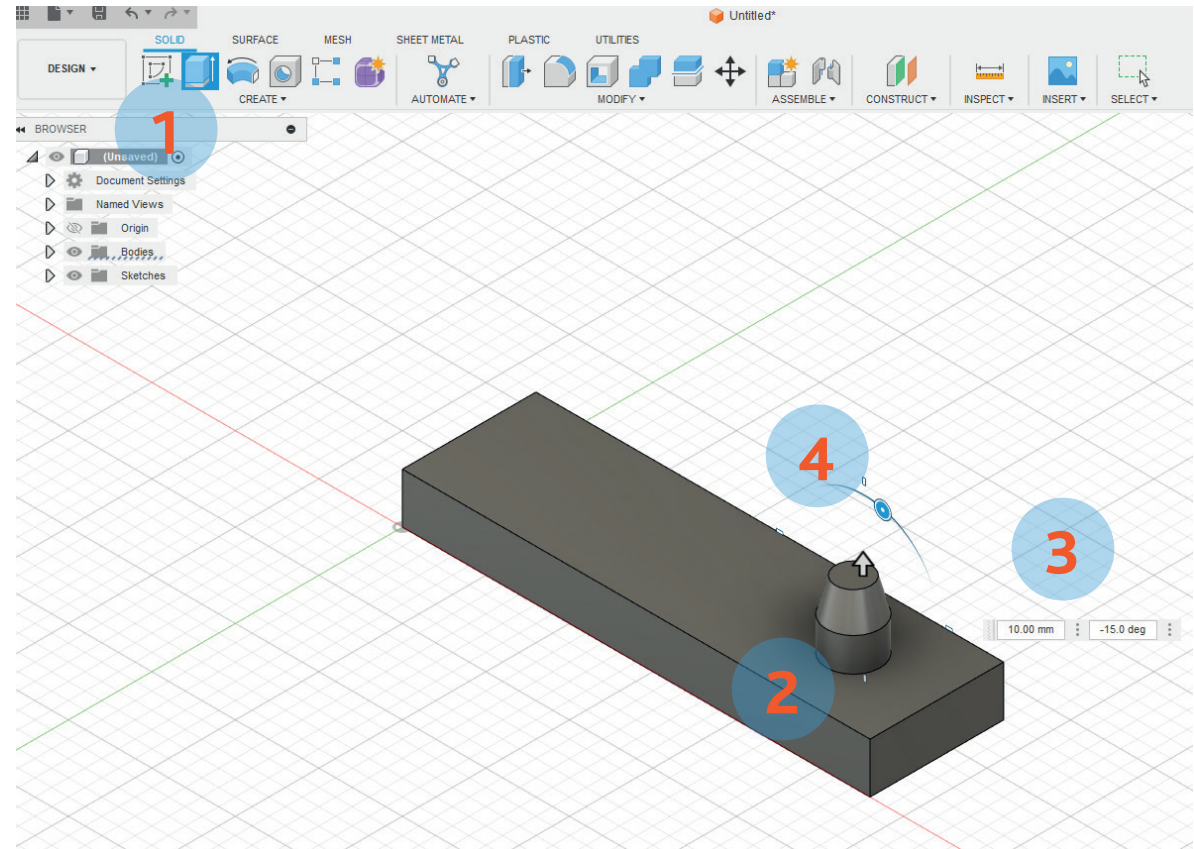 Untitled*
SOLID SURFACE MESH SHEET METAL PLASTIC UTILITIES
DESIGN ▾
CREATE ▾ AUTOMATE ▾ MODIFY ▾ ASSEMBLE ▾ CONSTRUCT ▾ INSPECT ▾ INSERT ▾ SELECT ▾
BROWSER
1
(Unsaved)
Document Settings
Named Views
Origin
Bodies
Sketches
4
3
10.00 mm -15.0 deg
2